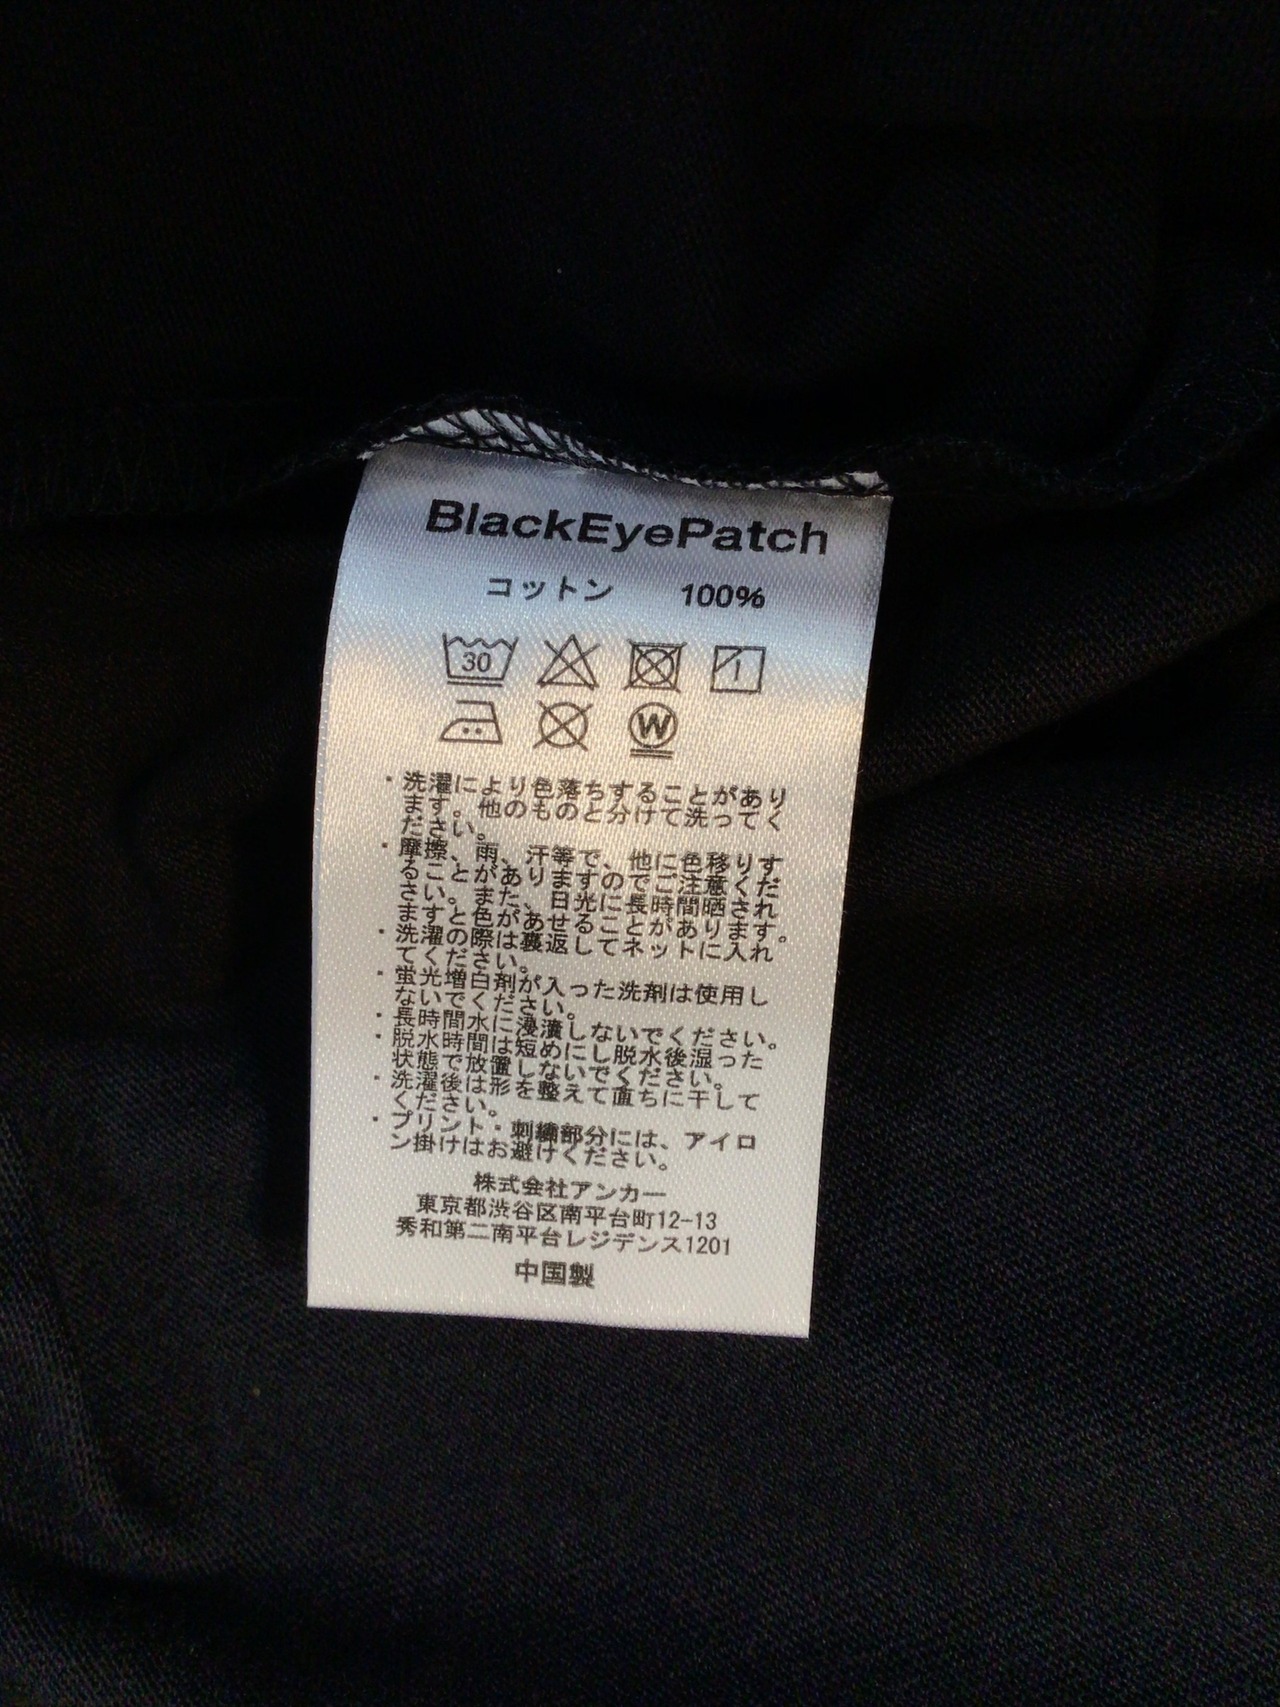 BlackEyePatch
コットン 100%
30
W
・洗濯により色落ちすることがあり
ます。他のものと分けて洗ってく
ださい。
・摩擦、雨、汗等で、他に色移りす
ることがありますのでご注意くだ
さい。また、日光に長時間晒され
ますと色があせることがあります。
・洗濯の際は裏返してネットに入れ
てください。
・蛍光増白剤が入った洗剤は使用し
ないでください。
・長時間水に浸漬しないでください。
・脱水時間は短めにし脱水後湿った
状態で放置しないでください。
・洗濯後は形を整えて直ちに干して
ください。
・プリント・刺繍部分には、アイロ
ン掛けはお避けください。
株式会社アンカー
東京都渋谷区南平台町12-13
秀和第二南平台レジデンス1201
中国製